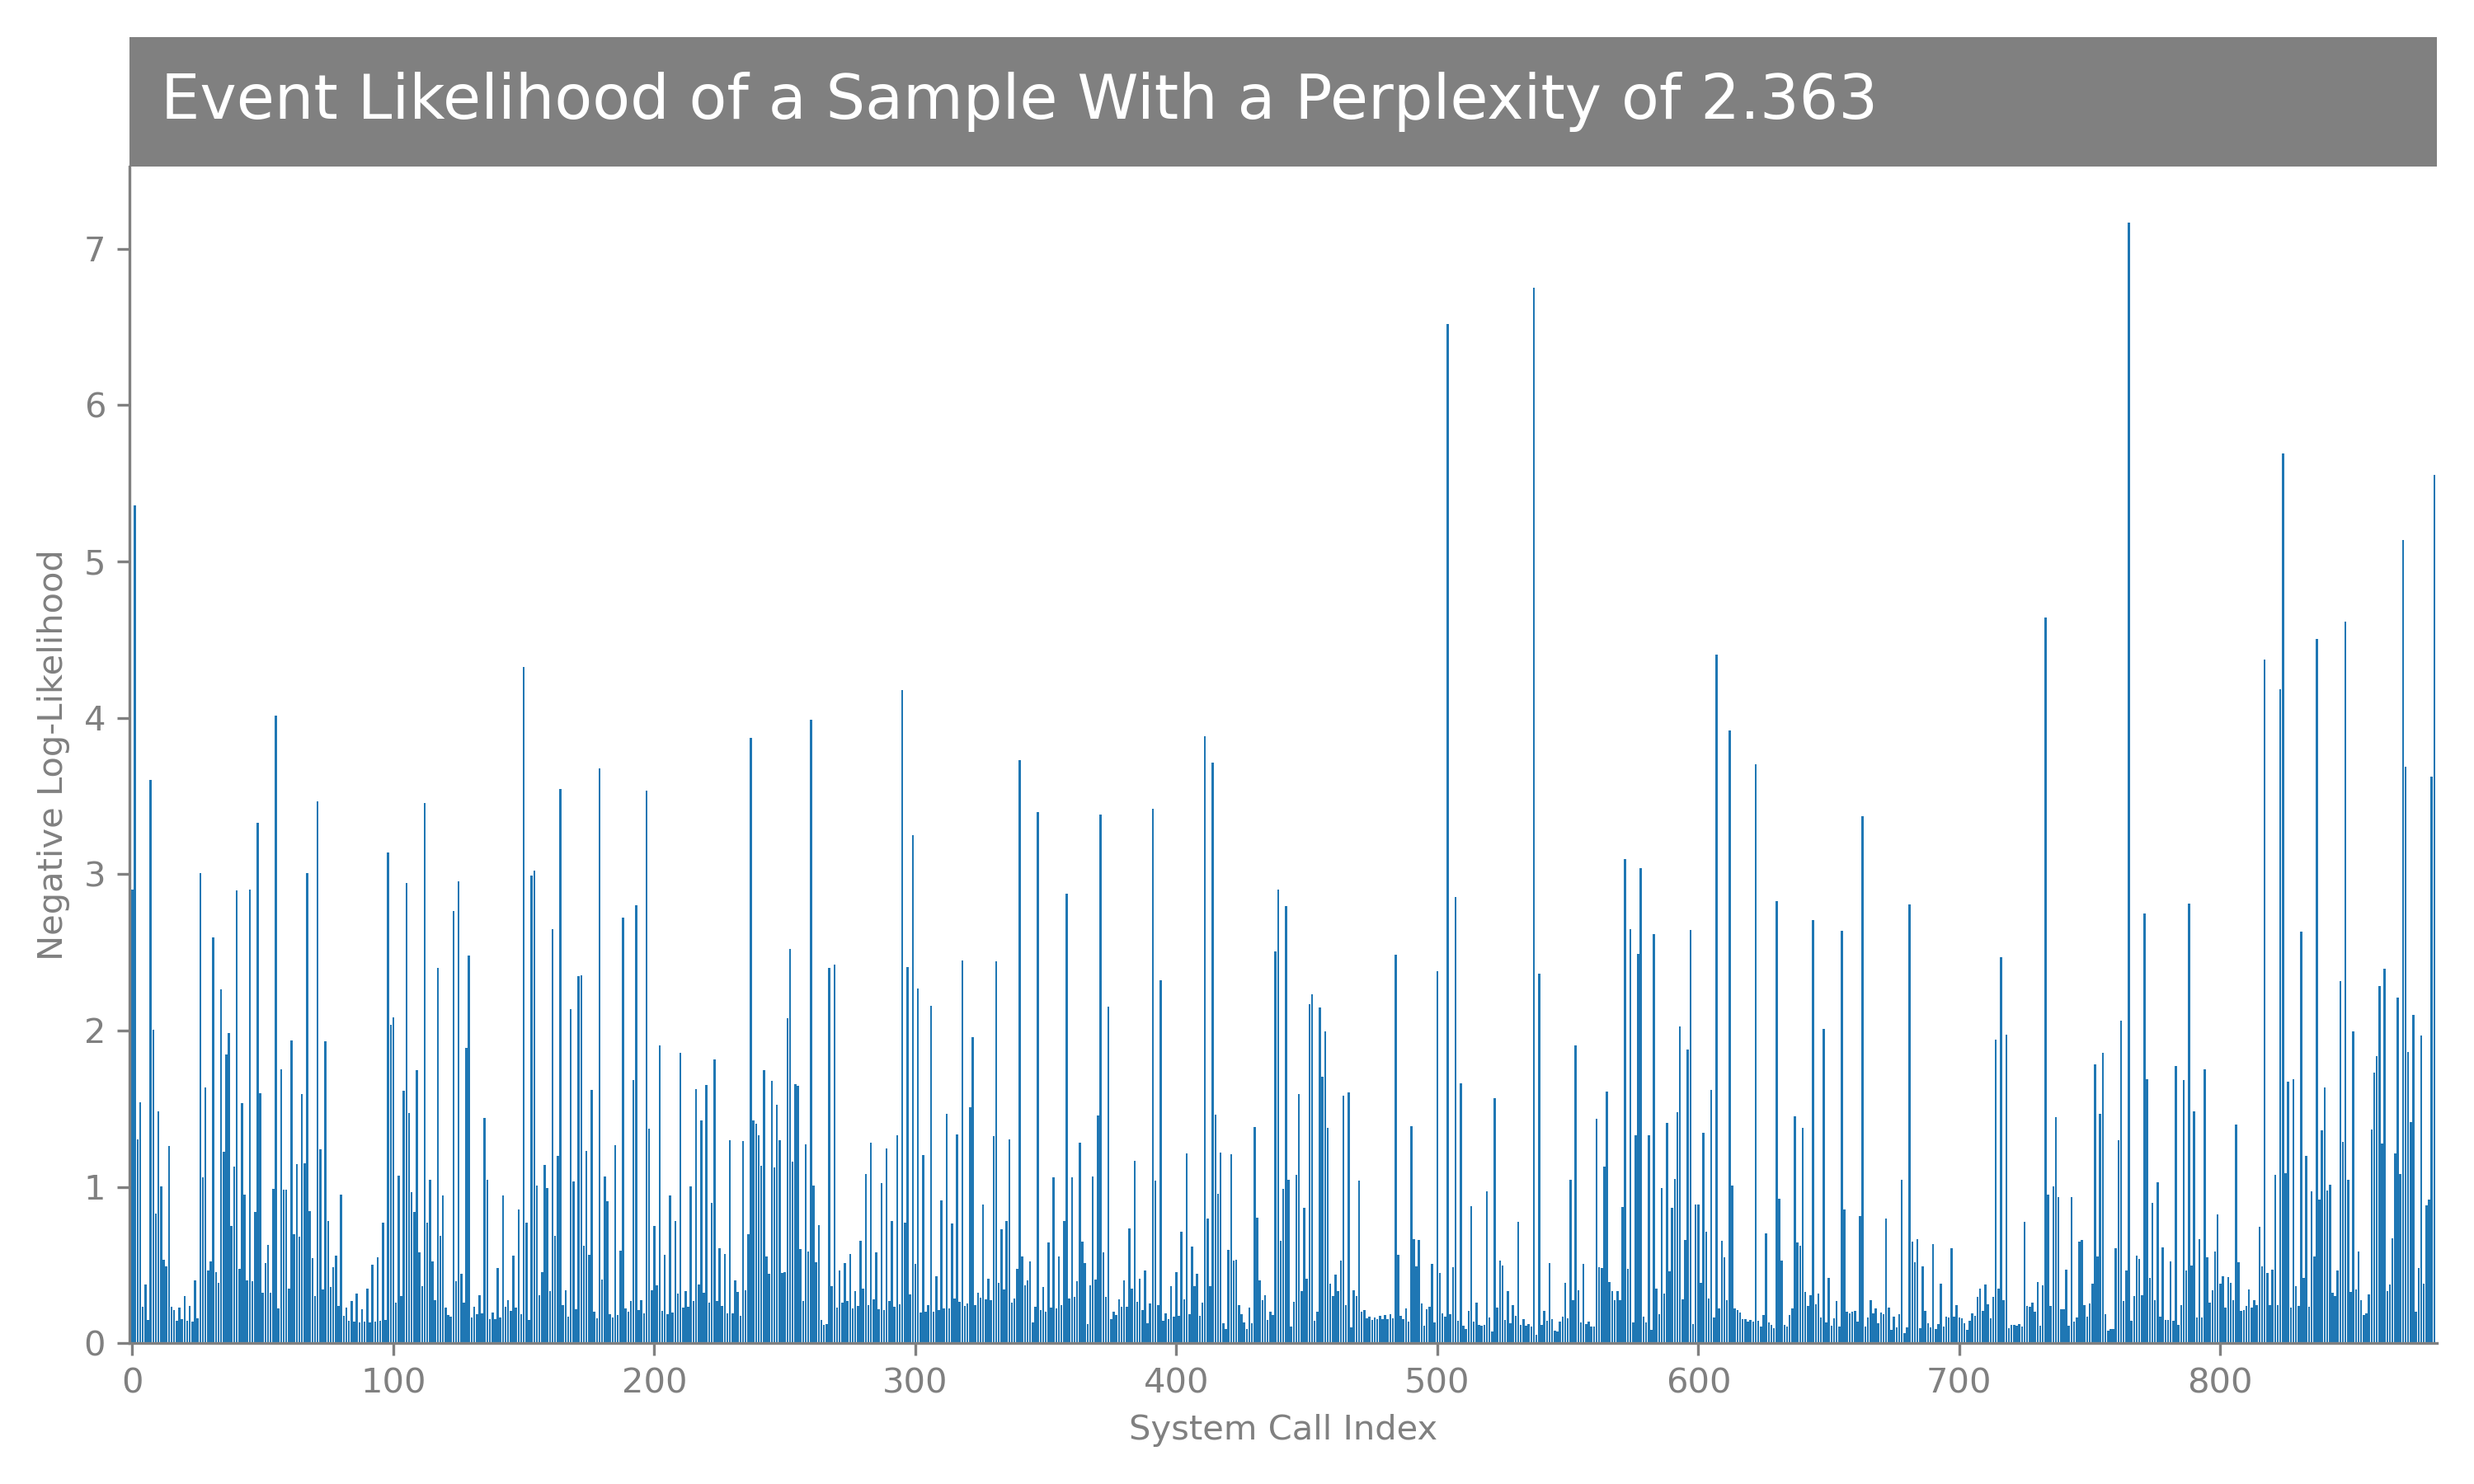 Event Likelihood of a Sample With a Perplexity of 2.363
Negative Log-Likelihood
7
6
5
4
3
2
1
0
0 100 200 300 400 500 600 700 800
System Call Index